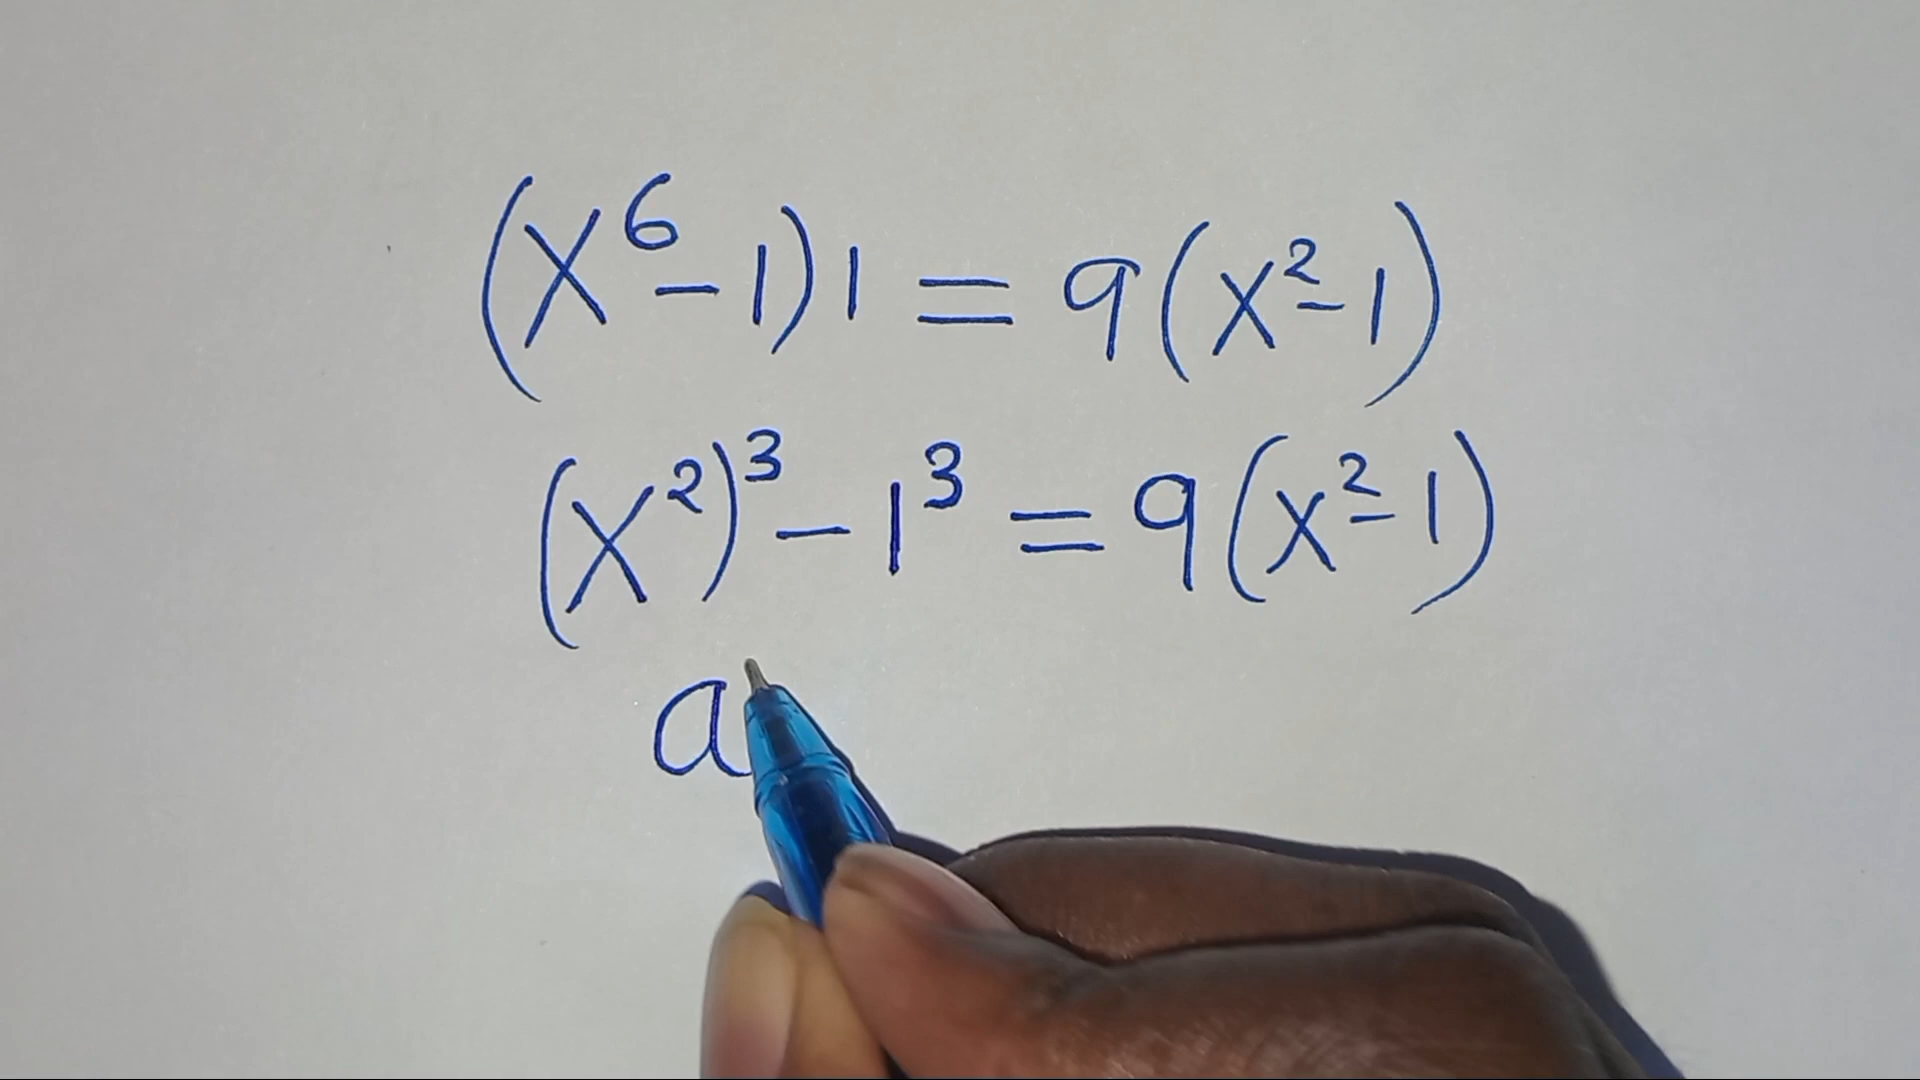 (x⁶-1)1 = 9(x²-1)
(x²)³-1³ = 9(x²-1)
a